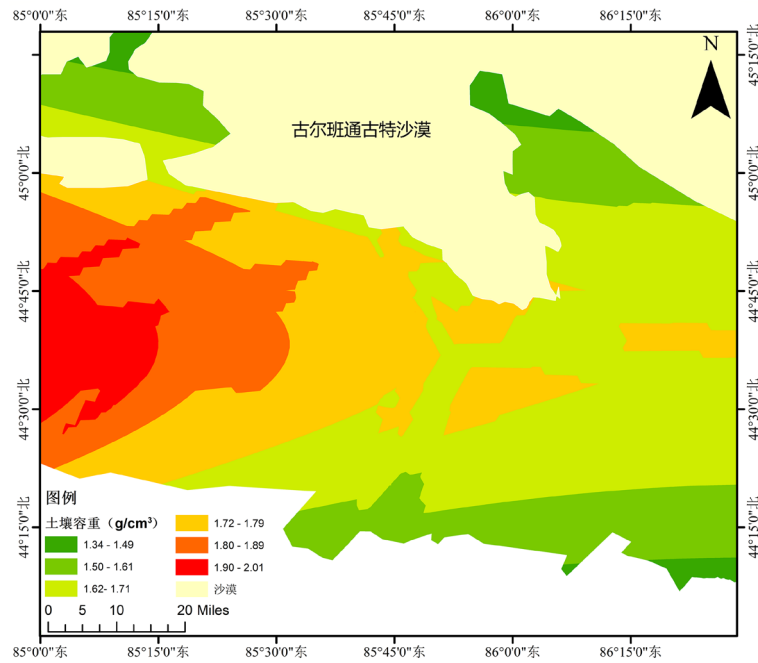 85°0'0"东 85°15'0"东 85°30'0"东 85°45'0"东 86°0'0"东 86°15'0"东
N
45°15'0"北
45°15'0"北
古尔班通古特沙漠
45°0'0"北
45°0'0"北
44°45'0"北
44°45'0"北
44°30'0"北
44°30'0"北
44°15'0"北
44°15'0"北
图例
土壤容重（g/cm³）
1.34 - 1.49
1.50 - 1.61
1.62- 1.71
1.72 - 1.79
1.80 - 1.89
1.90 - 2.01
沙漠
0 5 10 20 Miles
85°0'0"东 85°15'0"东 85°30'0"东 85°45'0"东 86°0'0"东 86°15'0"东